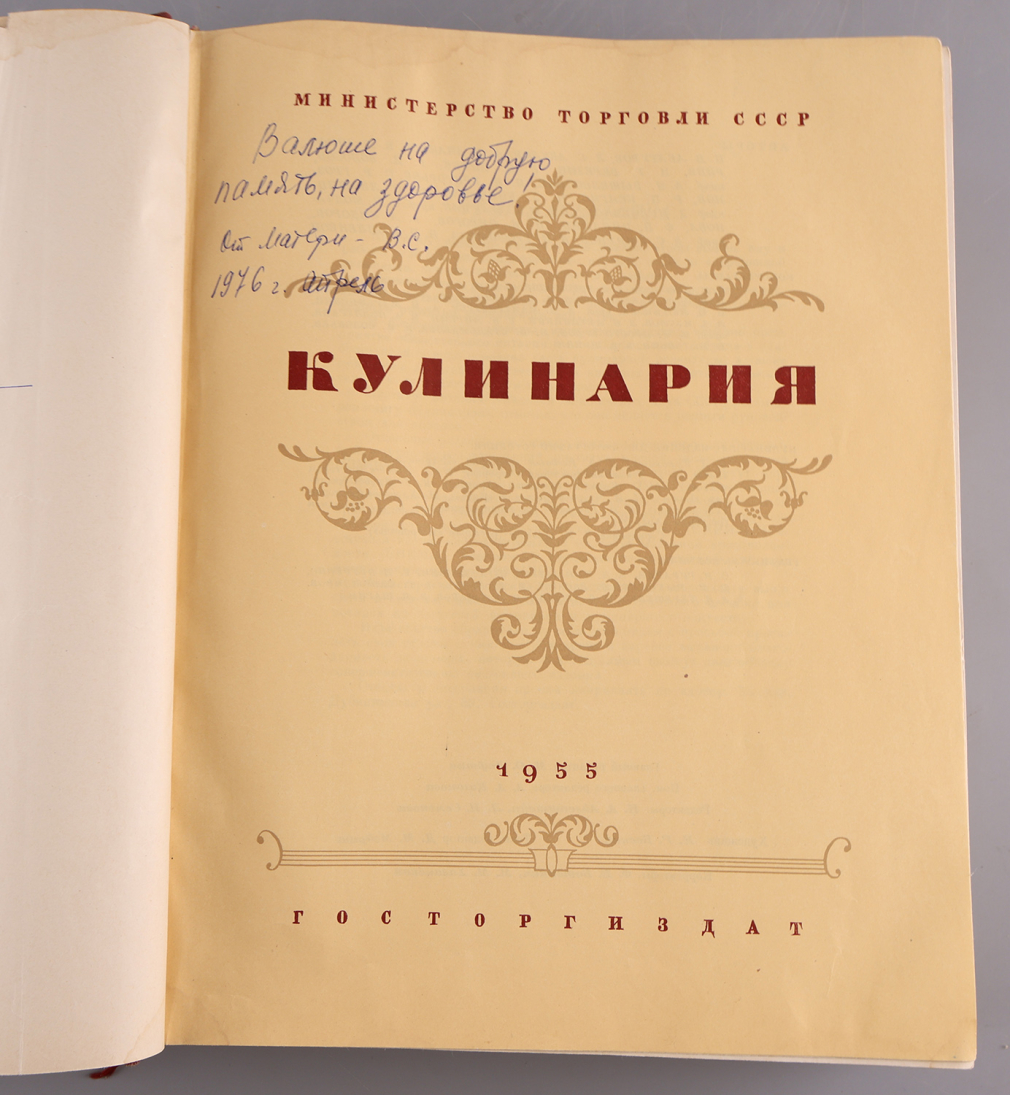 МИНИСТЕРСТВО ТОРГОВЛИ СССР
Валюше на добрую
память, на здоровье!
От матери - В.С.
1976 г. Апрель
КУЛИНАРИЯ
1955
ГОСТОРГИЗДАТ